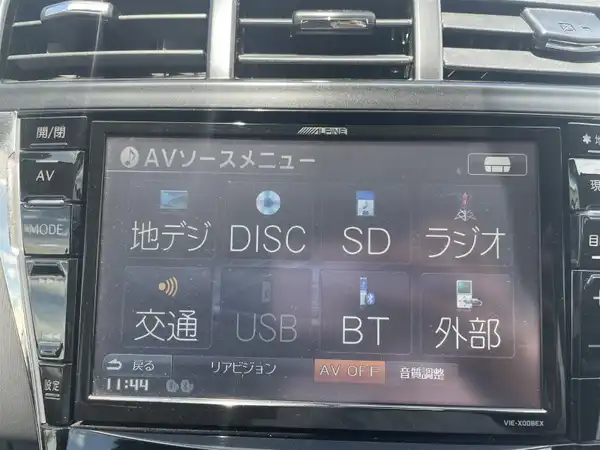 ALPINE
開/閉
AV
MODE
設定
AVソースメニュー
地デジ
DISC
SD
ラジオ
交通
USB
BT
外部
戻る
リアビジョン
AV OFF
音質調整
11:44
VIE-X008EX
現